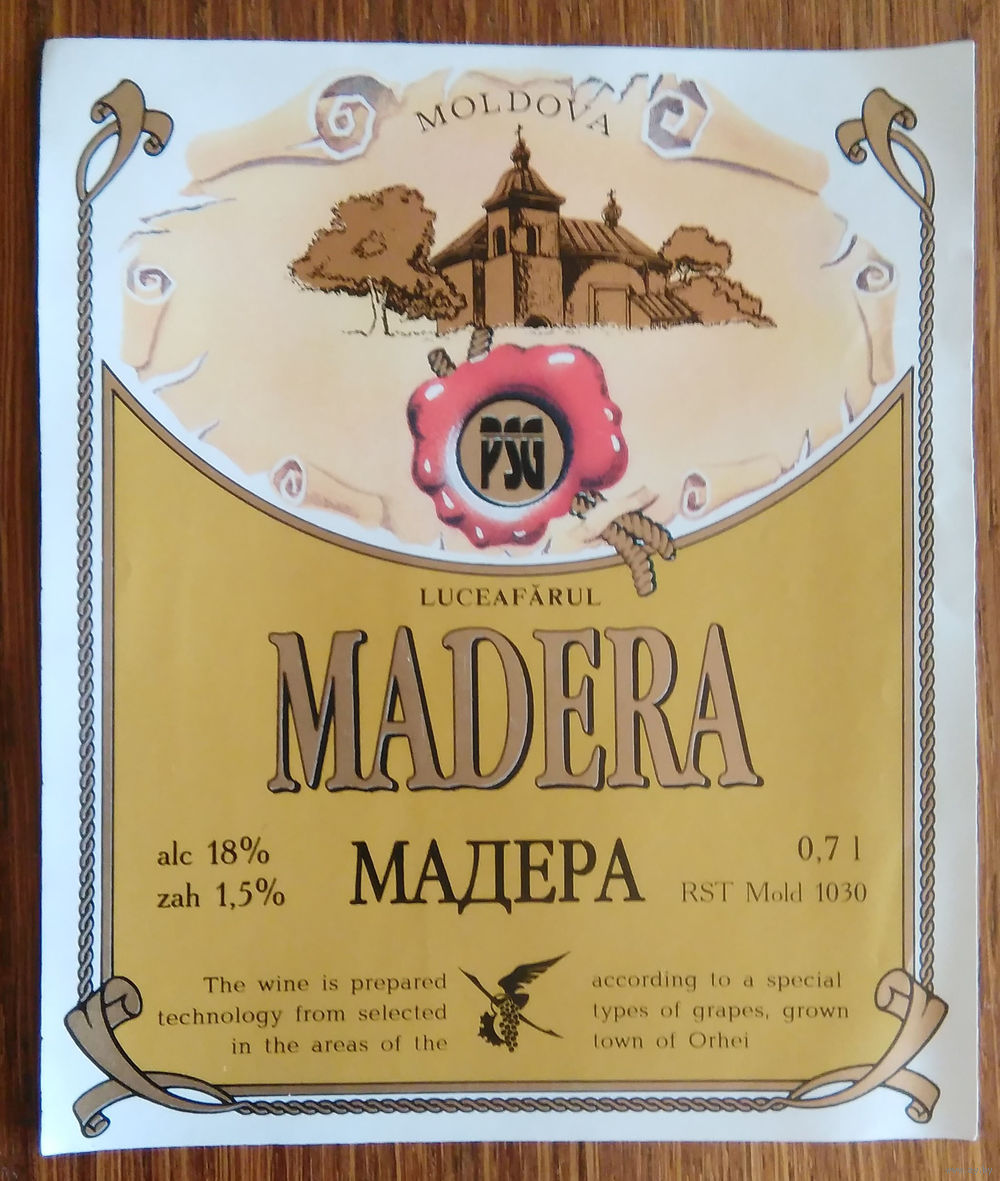 MOLDOVA
PSG
LUCEAFĂRUL
MADERA
alc 18%
zah 1,5%
МАДЕРА
0,7 l
RST Mold 1030
The wine is prepared according to a special
technology from selected types of grapes, grown
in the areas of the town of Orhei